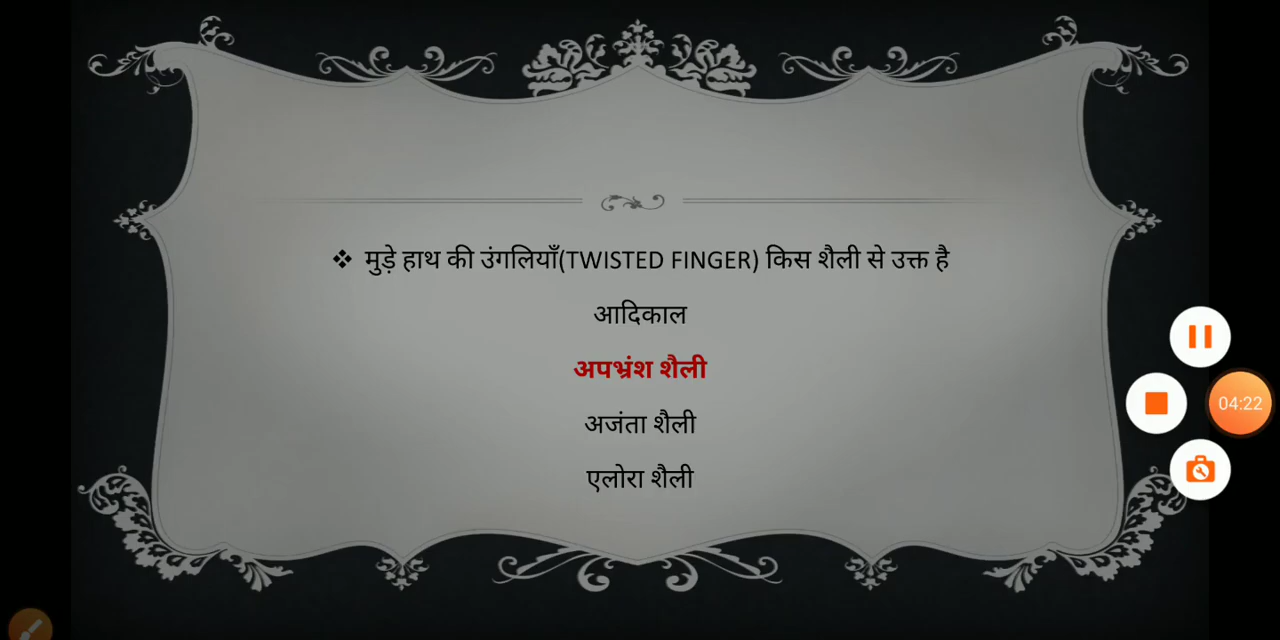 ❖ मुड़े हाथ की उंगलियाँ(TWISTED FINGER) किस शैली से उक्त है
आदिकाल
अपभ्रंश शैली
अजंता शैली
एलोरा शैली
04:22